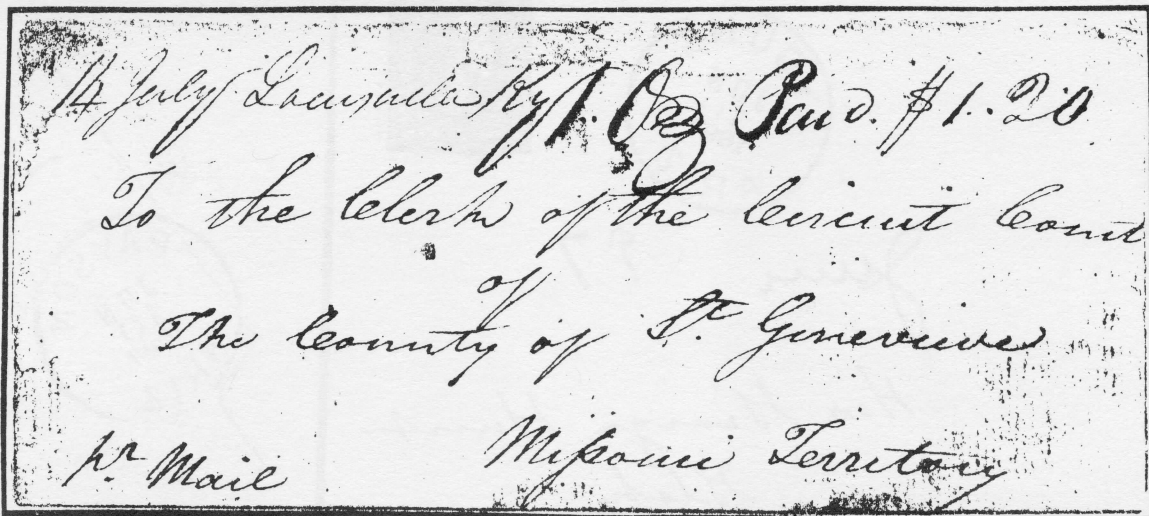 14 July Louisville Ky 1. Oz Paid. $1.20
To the Clerk of the Circuit Court
of
The County of St. Genevieve
pr. Mail Missouri Territory